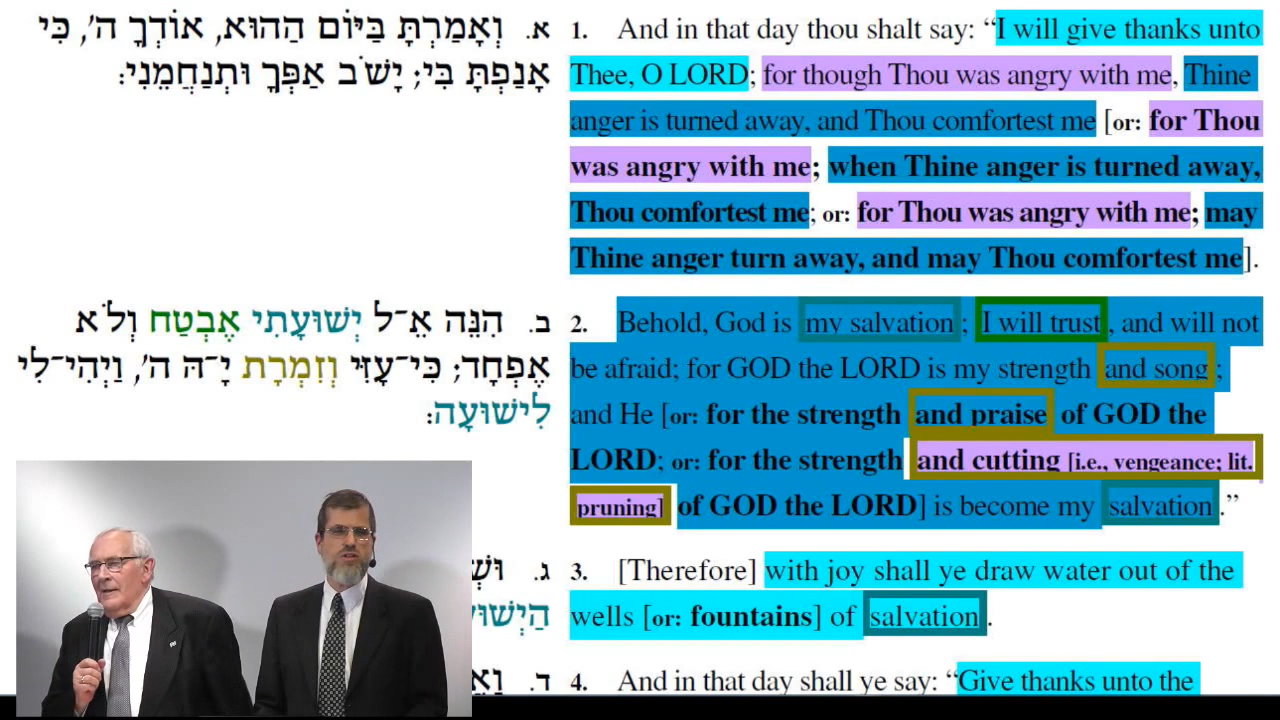 א. וְאָמַרְתָּ בַּיּוֹם הַהוּא, אוֹדְךָ ה', כִּי
אָנַפְתָּ בִּי; יָשֹׁב אַפְּךָ וּתְנַחֲמֵנִי:
1. And in that day thou shalt say: “I will give thanks unto
Thee, O LORD; for though Thou was angry with me, Thine
anger is turned away, and Thou comfortest me [or: for Thou
was angry with me; when Thine anger is turned away,
Thou comfortest me; or: for Thou was angry with me; may
Thine anger turn away, and may Thou comfortest me].
ב. הִנֵּה אֵ־ל יְשׁוּעָתִי אֶבְטַח וְלֹא
אֶפְחָד; כִּי־עָזִּי וְזִמְרָת יָ־הּ ה', וַיְהִי־לִי
לִישׁוּעָה:
2. Behold, God is my salvation; I will trust, and will not
be afraid; for GOD the LORD is my strength and song;
and He [or: for the strength and praise of GOD the
LORD; or: for the strength and cutting [i.e., vengeance; lit.
pruning] of GOD the LORD] is become my salvation.”
ג.
3. [Therefore] with joy shall ye draw water out of the
wells [or: fountains] of salvation.
ד.
4. And in that day shall ye say: “Give thanks unto the